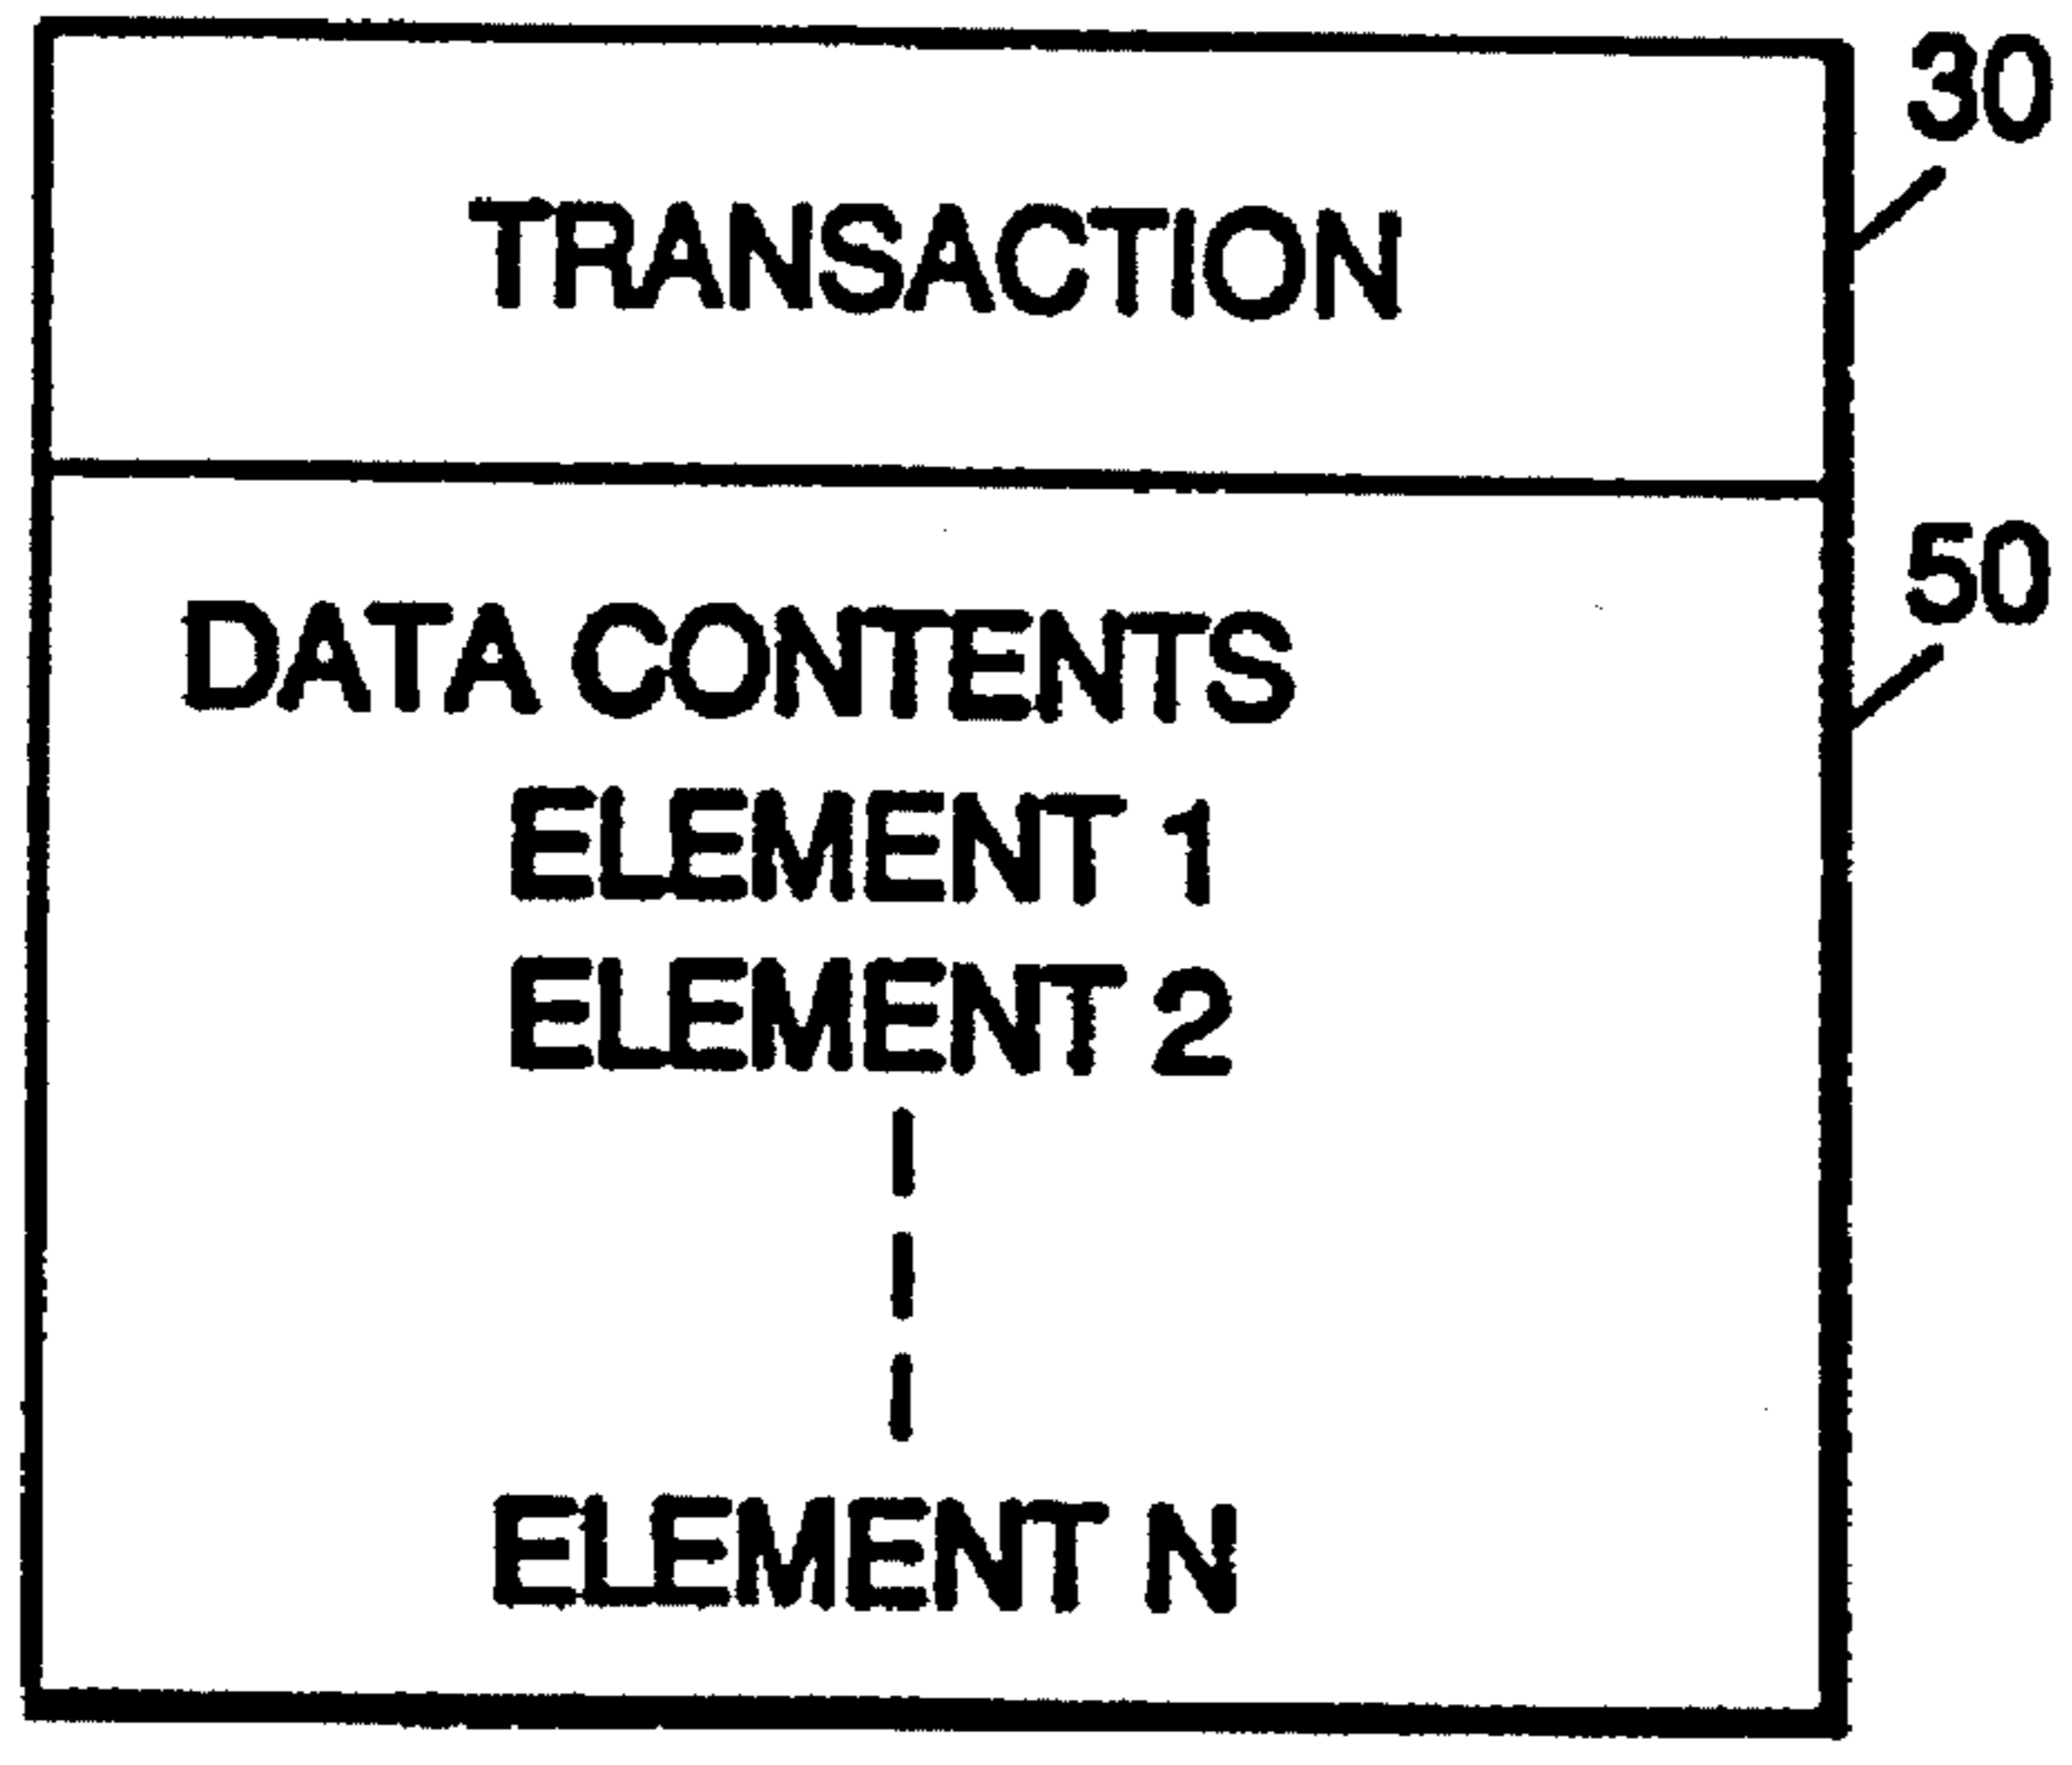 30
TRANSACTION
50
DATA CONTENTS
ELEMENT 1
ELEMENT 2
ELEMENT N